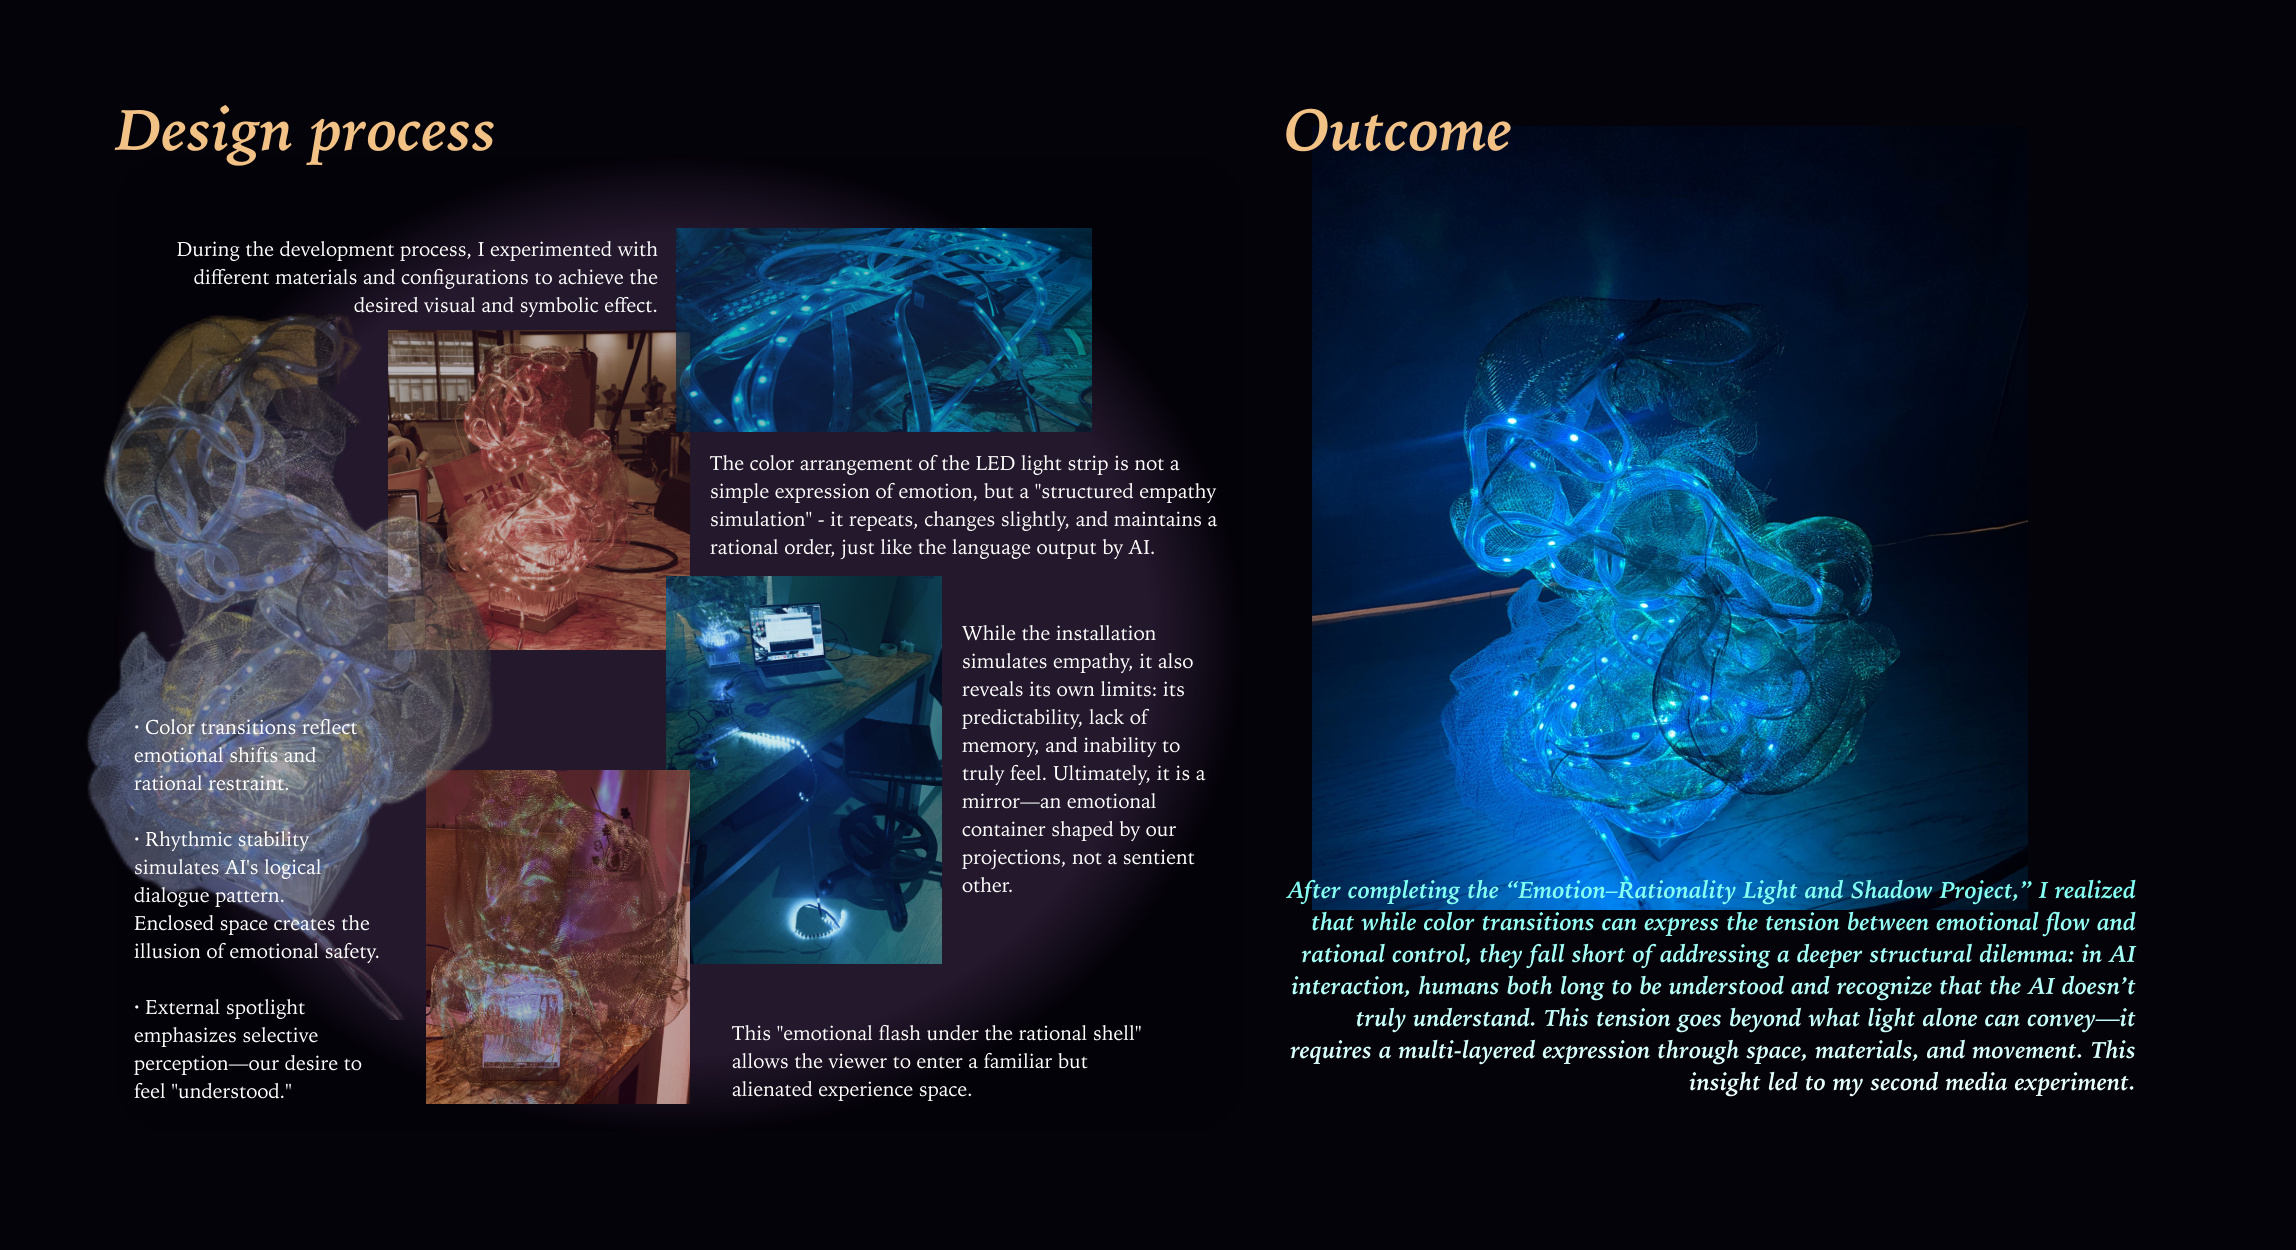 Design process
During the development process, I experimented with
different materials and configurations to achieve the
desired visual and symbolic effect.
The color arrangement of the LED light strip is not a
simple expression of emotion, but a "structured empathy
simulation" - it repeats, changes slightly, and maintains a
rational order, just like the language output by AI.
While the installation
simulates empathy, it also
reveals its own limits: its
predictability, lack of
memory, and inability to
truly feel. Ultimately, it is a
mirror—an emotional
container shaped by our
projections, not a sentient
other.
· Color transitions reflect
emotional shifts and
rational restraint.
· Rhythmic stability
simulates AI's logical
dialogue pattern.
Enclosed space creates the
illusion of emotional safety.
· External spotlight
emphasizes selective
perception—our desire to
feel "understood."
This "emotional flash under the rational shell"
allows the viewer to enter a familiar but
alienated experience space.
Outcome
After completing the “Emotion–Rationality Light and Shadow Project,” I realized
that while color transitions can express the tension between emotional flow and
rational control, they fall short of addressing a deeper structural dilemma: in AI
interaction, humans both long to be understood and recognize that the AI doesn’t
truly understand. This tension goes beyond what light alone can convey—it
requires a multi-layered expression through space, materials, and movement. This
insight led to my second media experiment.